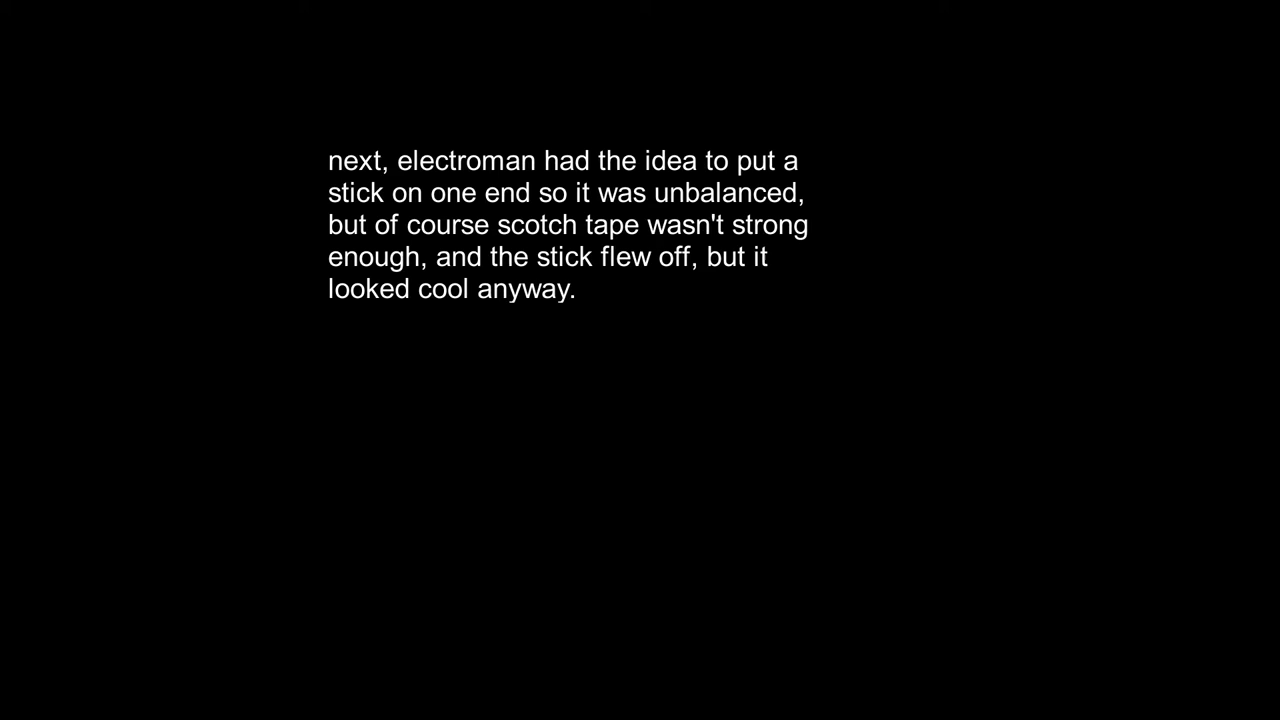 next, electroman had the idea to put a
stick on one end so it was unbalanced,
but of course scotch tape wasn't strong
enough, and the stick flew off, but it
looked cool anyway.